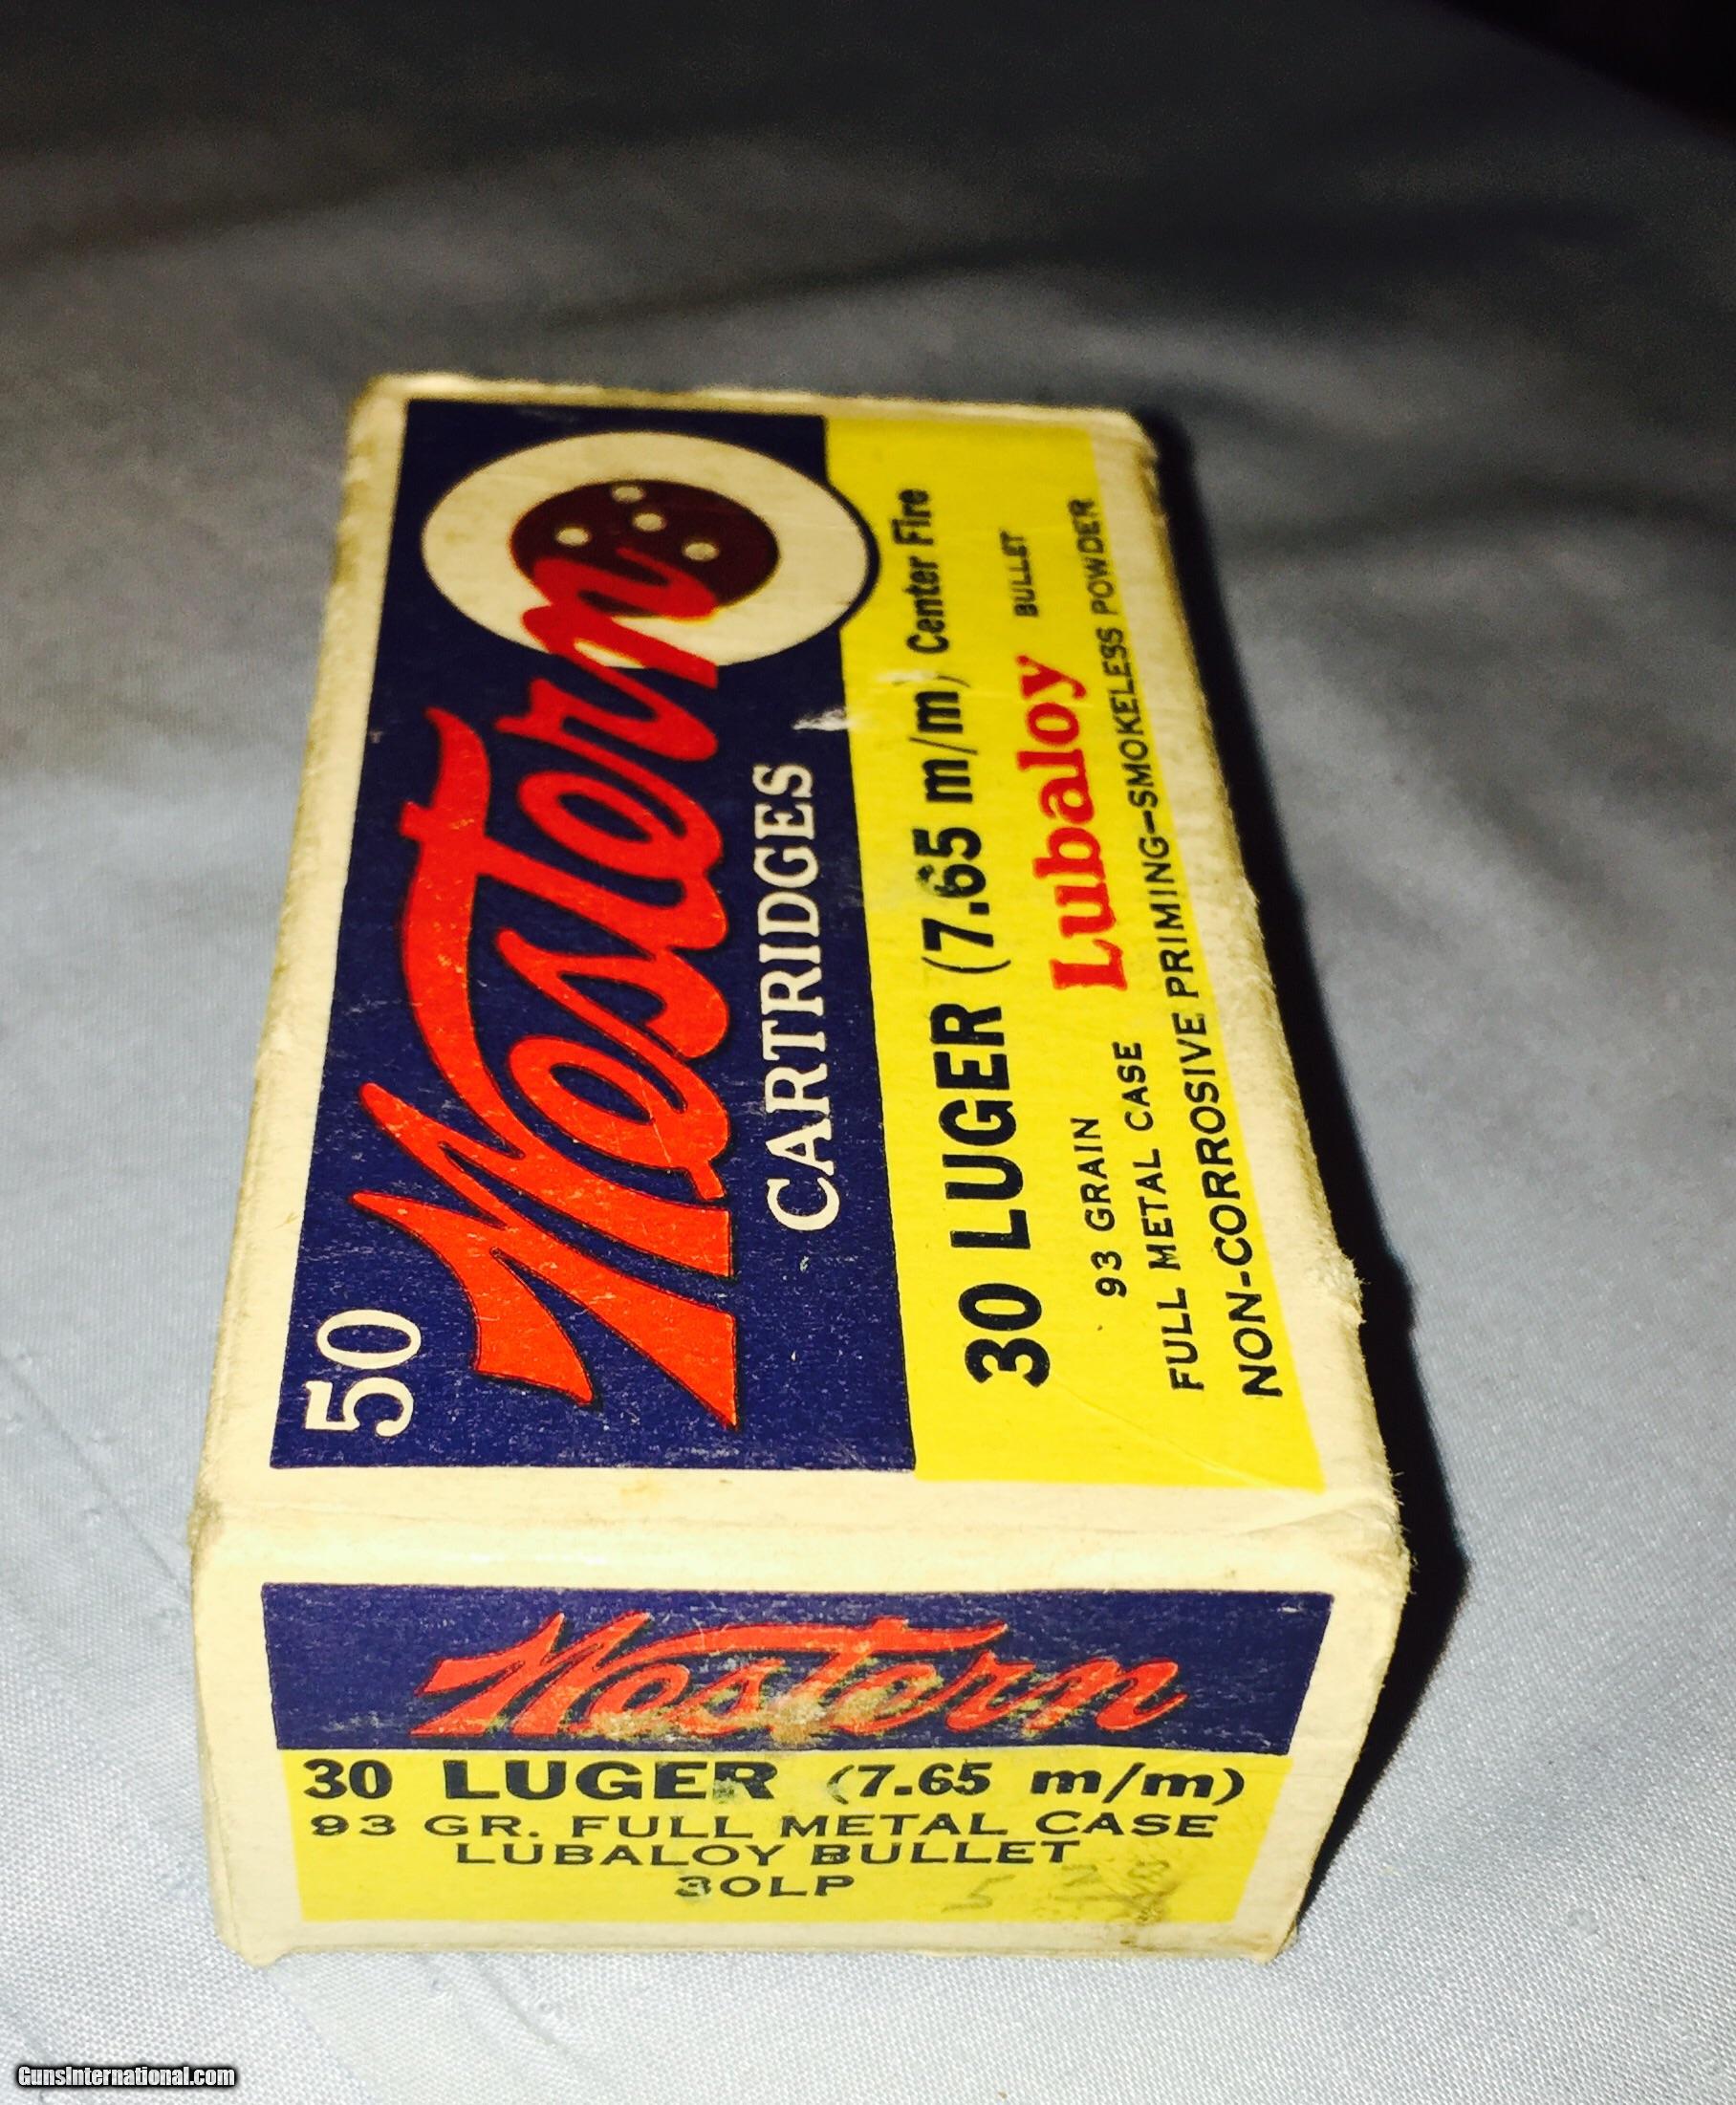 50
Western
CARTRIDGES
30 LUGER (7.65 m/m) Center Fire
93 GRAIN
FULL METAL CASE Lubaloy BULLET
NON-CORROSIVE PRIMING-SMOKELESS POWDER
Western
30 LUGER (7.65 m/m)
93 GR. FULL METAL CASE
LUBALOY BULLET
30LP
5
GunsInternational.com